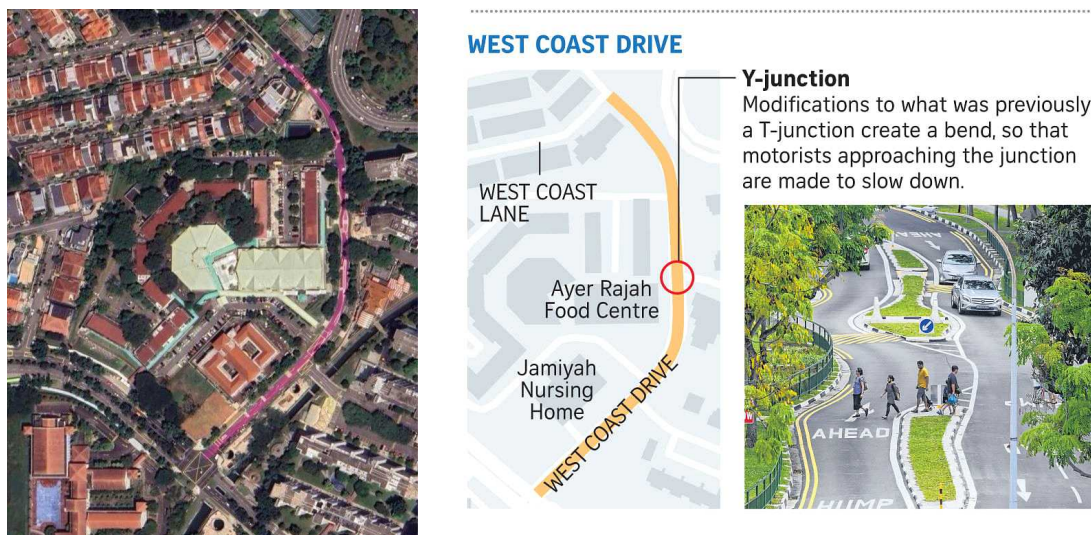 WEST COAST DRIVE
WEST COAST
LANE
Ayer Rajah
Food Centre
Jamiyah
Nursing
Home
WEST COAST DRIVE
Y-junction
Modifications to what was previously
a T-junction create a bend, so that
motorists approaching the junction
are made to slow down.
AHEAD
AHEAD
HUMP